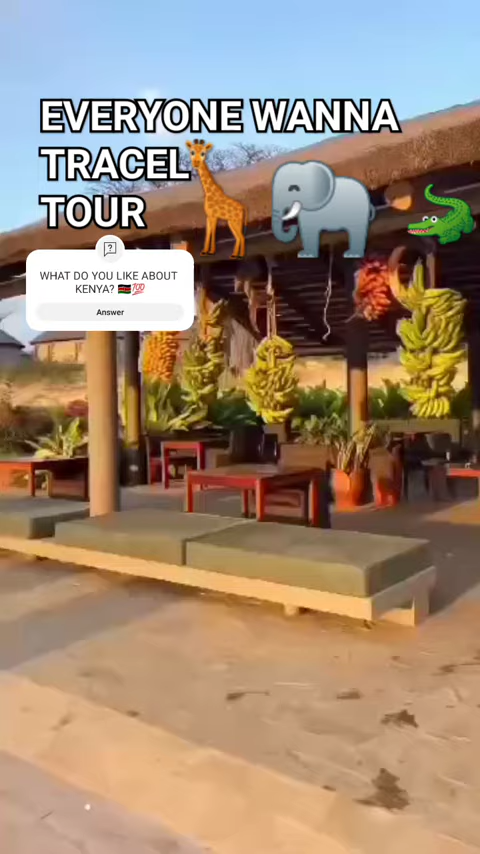 EVERYONE WANNA
TRACEL🦒🐘🐊
TOUR
WHAT DO YOU LIKE ABOUT
KENYA? 🇰🇪💯
Answer